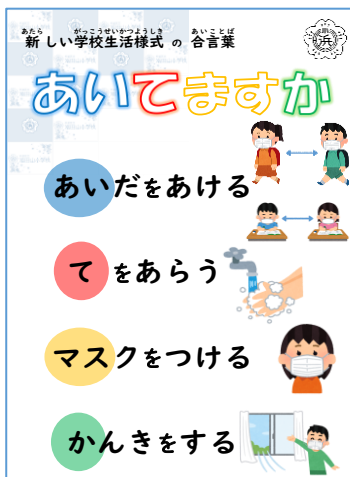 新しい学校生活様式 の 合言葉
あいてますか
あいだをあける
てをあらう
マスクをつける
かんきをする